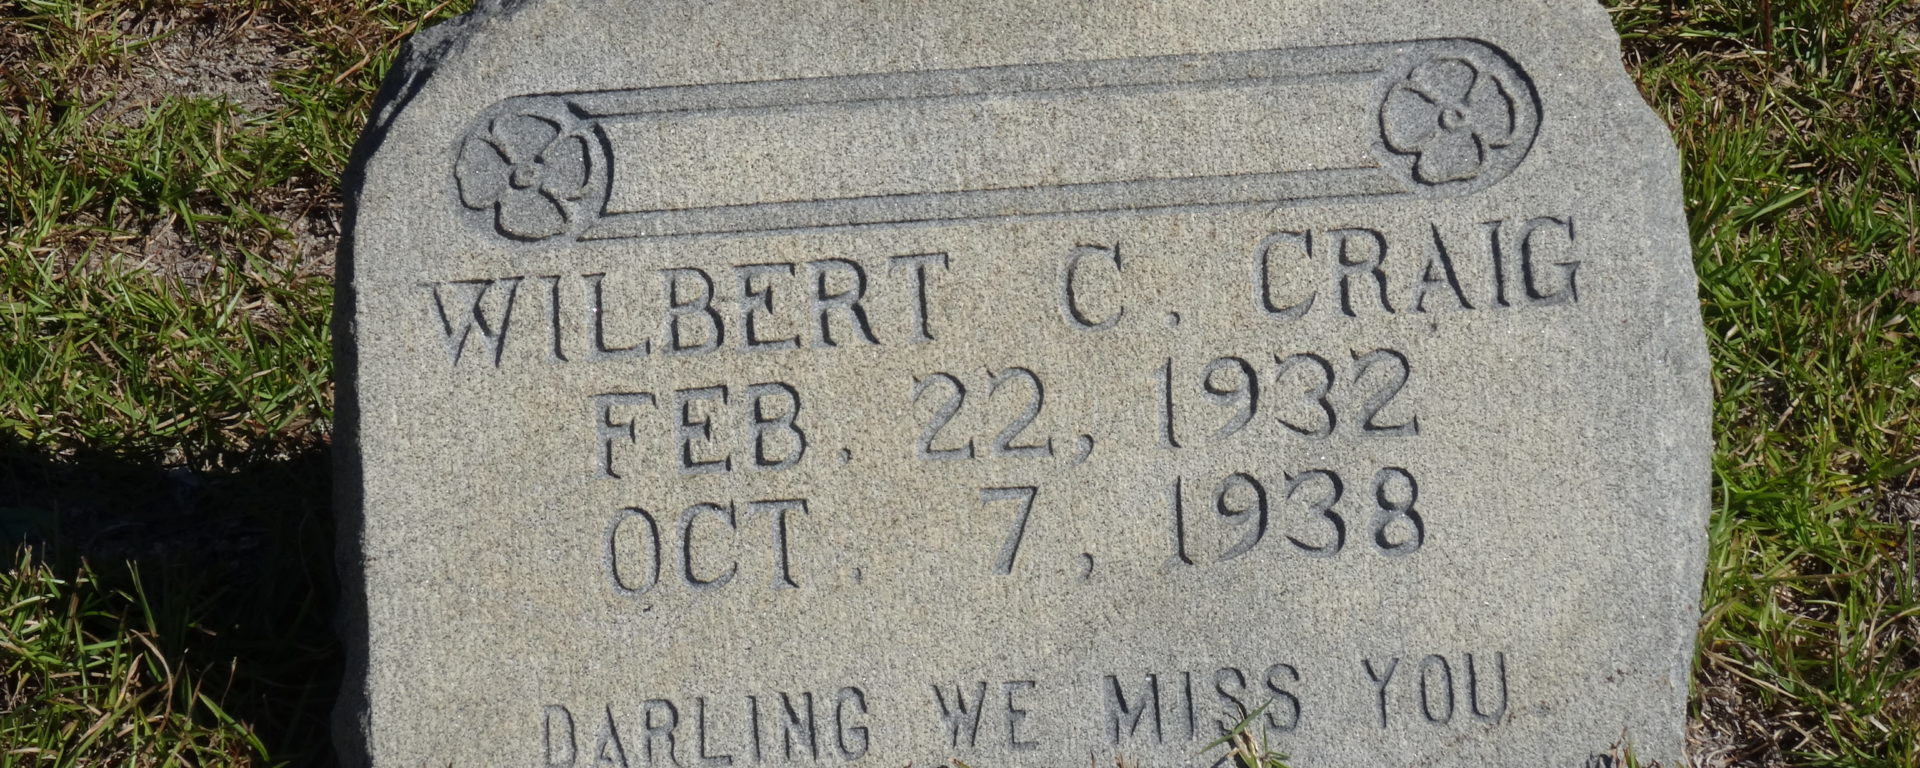 WILBERT C. CRAIG
FEB. 22, 1932
OCT. 7, 1938
DARLING WE MISS YOU